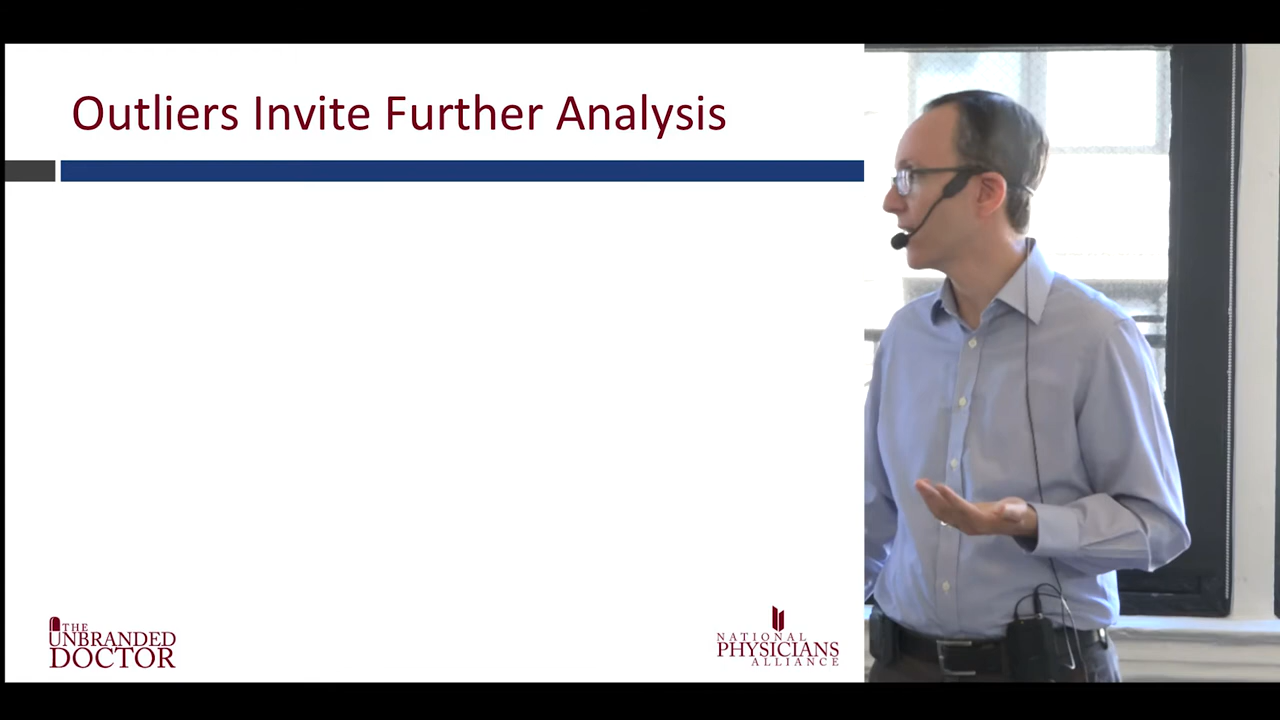 Outliers Invite Further Analysis
THE
UNBRANDED
DOCTOR
NATIONAL
PHYSICIANS
ALLIANCE